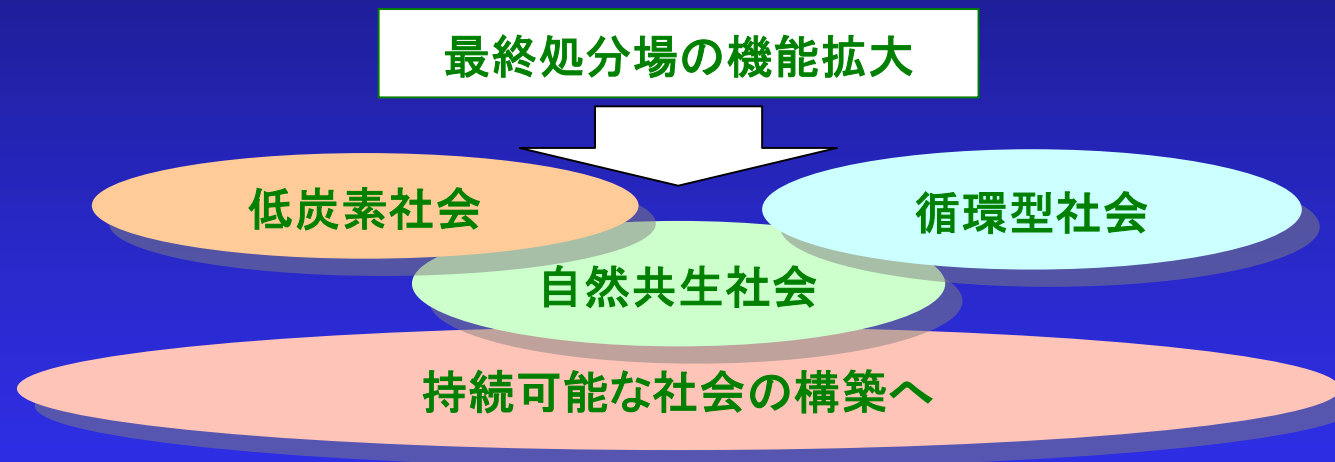 最終処分場の機能拡大
低炭素社会
循環型社会
自然共生社会
持続可能な社会の構築へ